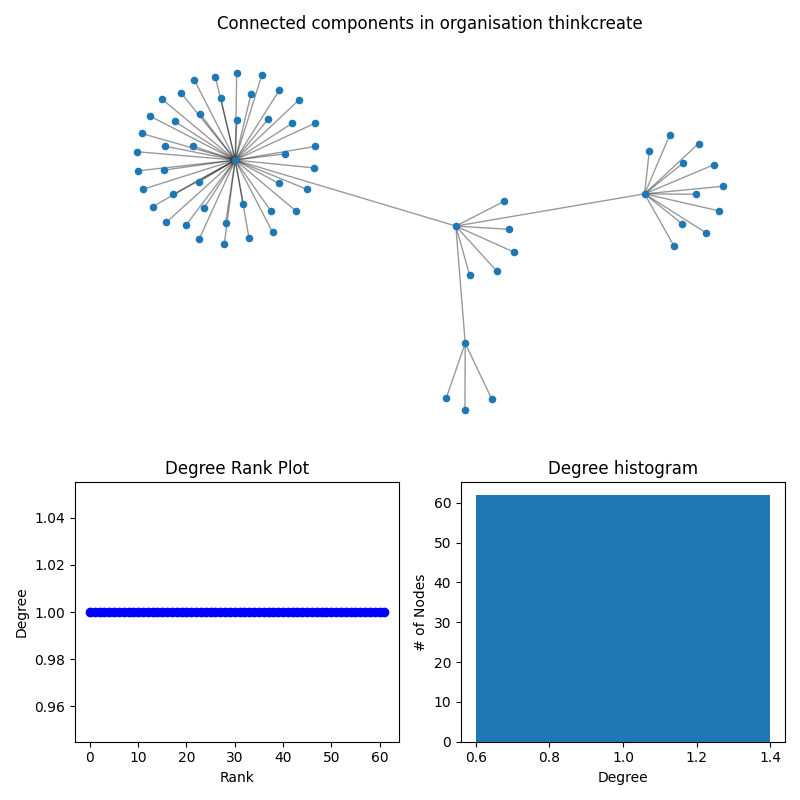 Connected components in organisation thinkcreate
Degree Rank Plot
Degree
1.04
1.02
1.00
0.98
0.96
0 10 20 30 40 50 60
Rank
Degree histogram
# of Nodes
60
50
40
30
20
10
0
0.6 0.8 1.0 1.2 1.4
Degree